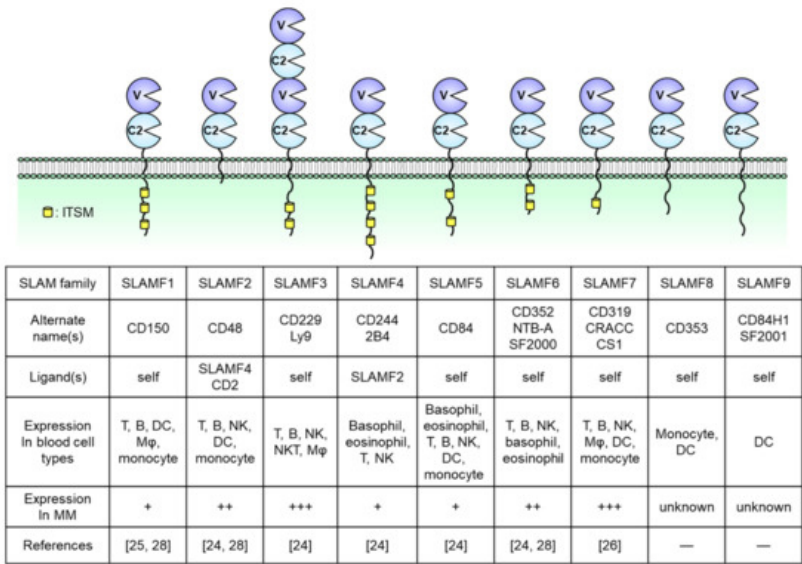 V
C2
V V V V V V V V V
C2 C2 C2 C2 C2 C2 C2 C2 C2
: ITSM
SLAM family SLAMF1 SLAMF2 SLAMF3 SLAMF4 SLAMF5 SLAMF6 SLAMF7 SLAMF8 SLAMF9
Alternate
name(s)
CD150
CD48
CD229
Ly9
CD244
2B4
CD84
CD352
NTB-A
SF2000
CD319
CRACC
CS1
CD353
CD84H1
SF2001
Ligand(s)
self
SLAMF4
CD2
self
SLAMF2
self
self
self
self
self
Expression
In blood cell
types
T, B, DC,
Mφ,
monocyte
T, B, NK,
DC,
monocyte
T, B, NK,
NKT, Mφ
Basophil,
eosinophil,
T, NK
Basophil,
eosinophil,
T, B, NK,
DC,
monocyte
T, B, NK,
basophil,
eosinophil
T, B, NK,
Mφ, DC,
monocyte
Monocyte,
DC
DC
Expression
In MM
+
++
+++
+
+
++
+++
unknown
unknown
References [25, 28] [24, 28] [24] [24] [24] [24, 28] [26] — —